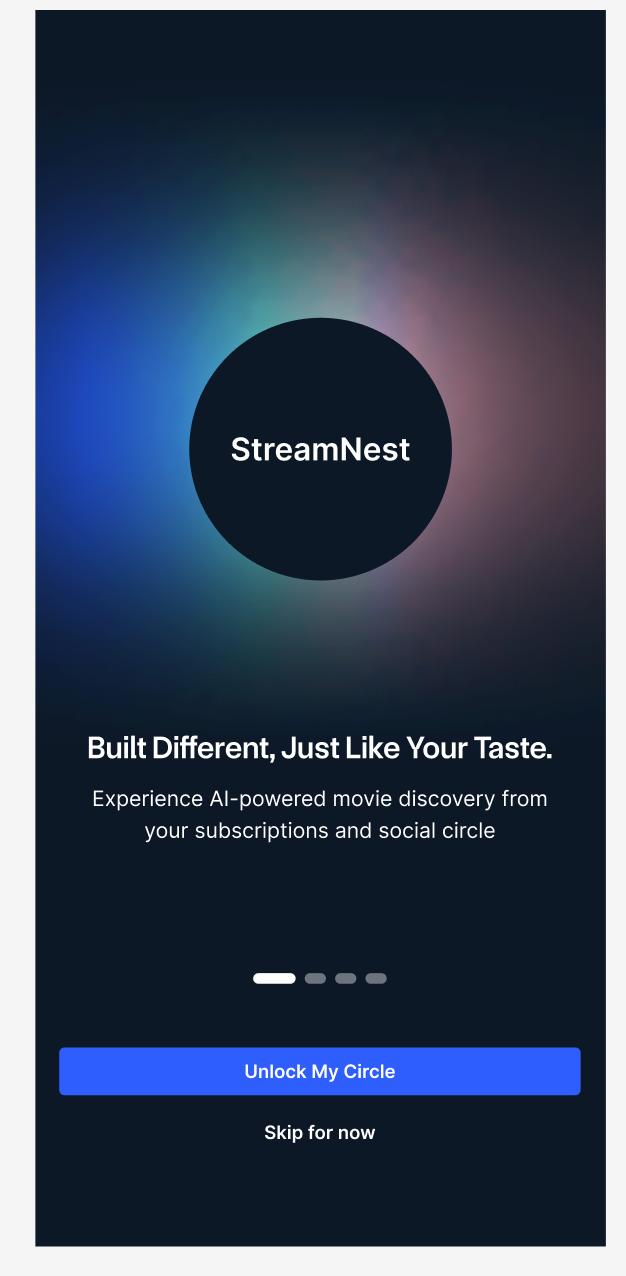 StreamNest
Built Different, Just Like Your Taste.
Experience AI-powered movie discovery from
your subscriptions and social circle
Unlock My Circle
Skip for now